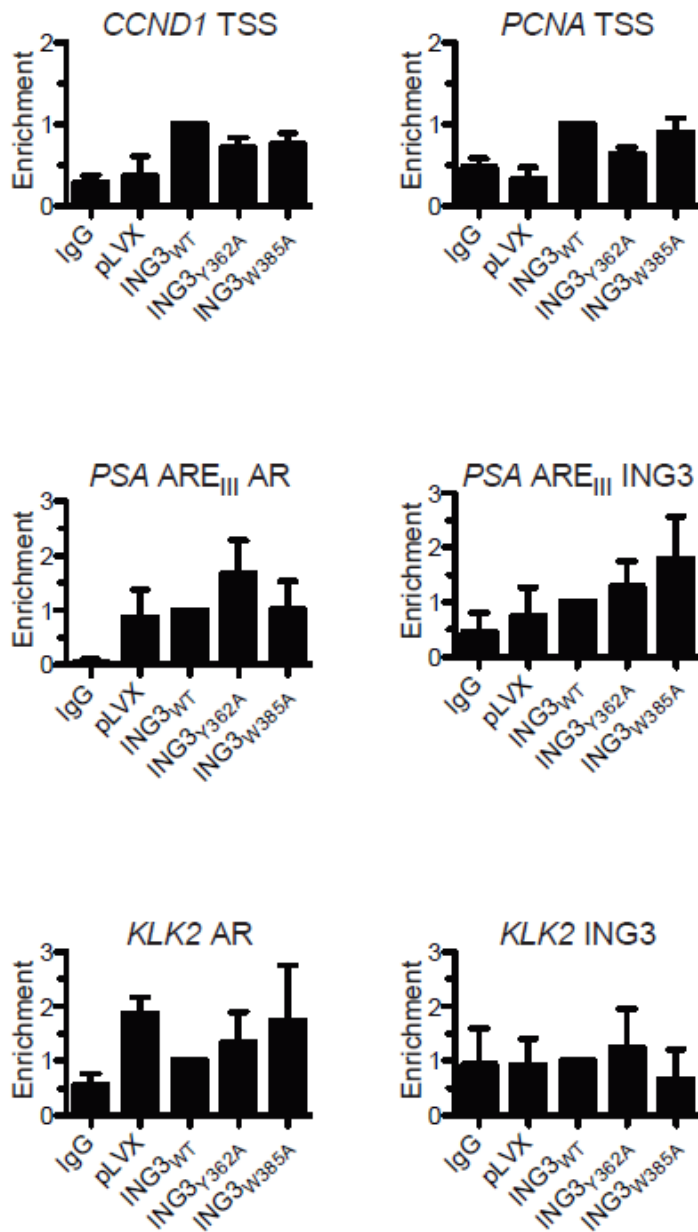 CCND1 TSS
Enrichment
2
1
0
IgG
pLVX
ING3WT
ING3Y362A
ING3W385A
PCNA TSS
Enrichment
2
1
0
IgG
pLVX
ING3WT
ING3Y362A
ING3W385A
PSA AREIII AR
Enrichment
3
2
1
0
IgG
pLVX
ING3WT
ING3Y362A
ING3W385A
PSA AREIII ING3
Enrichment
3
2
1
0
IgG
pLVX
ING3WT
ING3Y362A
ING3W385A
KLK2 AR
Enrichment
3
2
1
0
IgG
pLVX
ING3WT
ING3Y362A
ING3W385A
KLK2 ING3
Enrichment
3
2
1
0
IgG
pLVX
ING3WT
ING3Y362A
ING3W385A